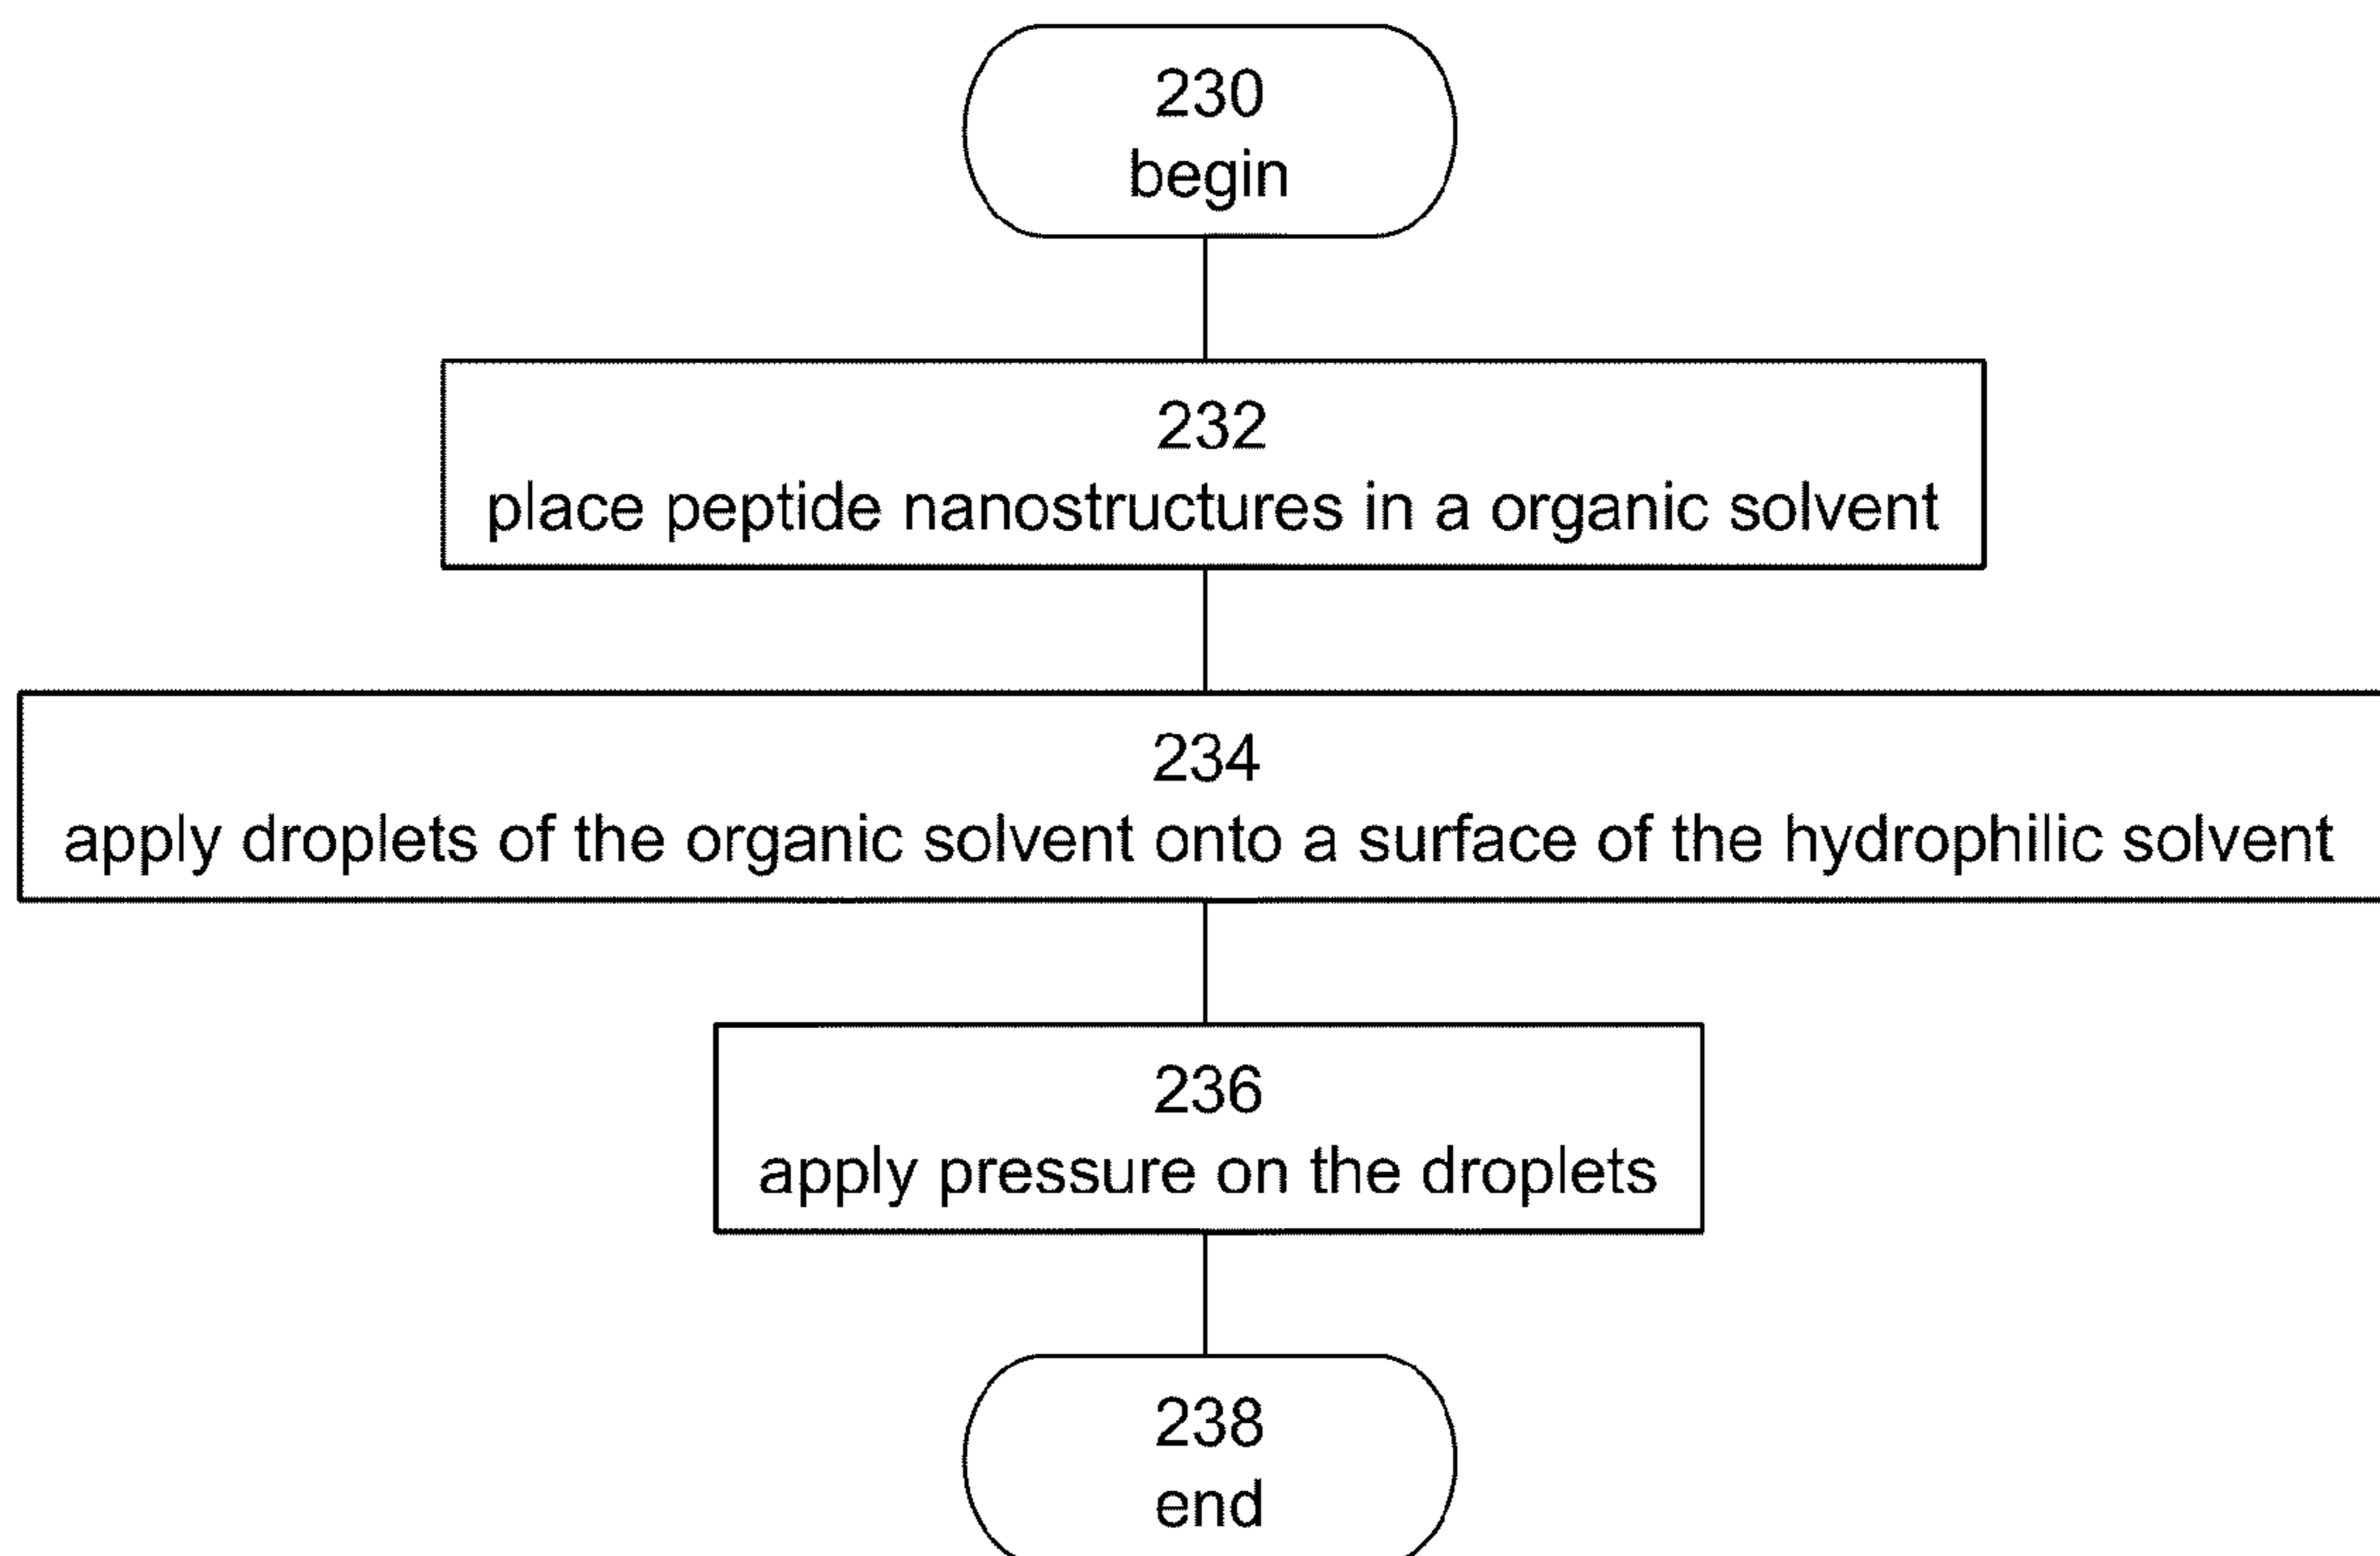 230
begin
232
place peptide nanostructures in a organic solvent
234
apply droplets of the organic solvent onto a surface of the hydrophilic solvent
236
apply pressure on the droplets
238
end